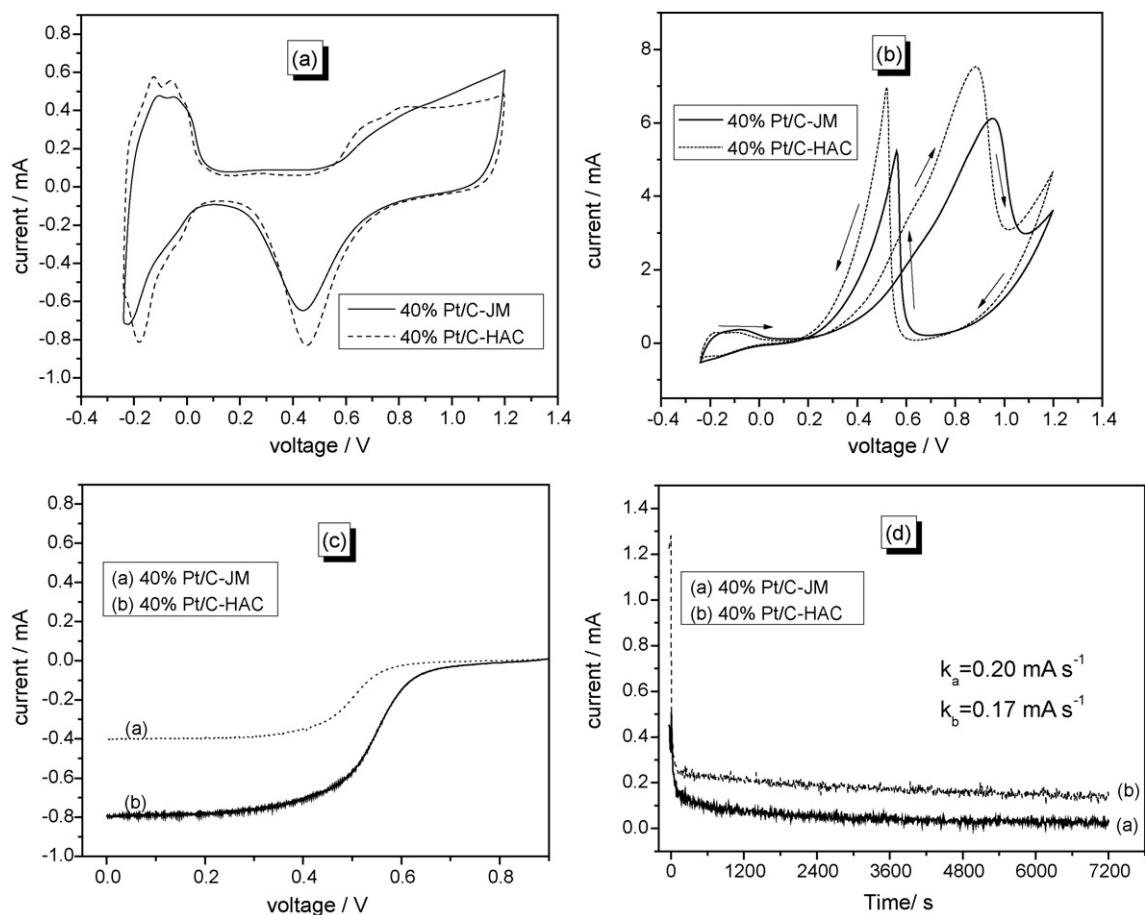 (a)
current / mA
0.8
0.6
0.4
0.2
0.0
-0.2
-0.4
-0.6
-0.8
-1.0
40% Pt/C-JM
40% Pt/C-HAC
-0.4 -0.2 0.0 0.2 0.4 0.6 0.8 1.0 1.2 1.4
voltage / V
(b)
current / mA
8
6
4
2
0
40% Pt/C-JM
40% Pt/C-HAC
-0.4 -0.2 0.0 0.2 0.4 0.6 0.8 1.0 1.2 1.4
voltage / V
(c)
current / mA
0.8
0.6
0.4
0.2
0.0
-0.2
-0.4
-0.6
-0.8
-1.0
(a) 40% Pt/C-JM
(b) 40% Pt/C-HAC
(a)
(b)
0.0 0.2 0.4 0.6 0.8
voltage / V
(d)
current / mA
1.4
1.2
1.0
0.8
0.6
0.4
0.2
0.0
(a) 40% Pt/C-JM
(b) 40% Pt/C-HAC
kₐ=0.20 mA s⁻¹
k_b=0.17 mA s⁻¹
(b)
(a)
0 1200 2400 3600 4800 6000 7200
Time/ s